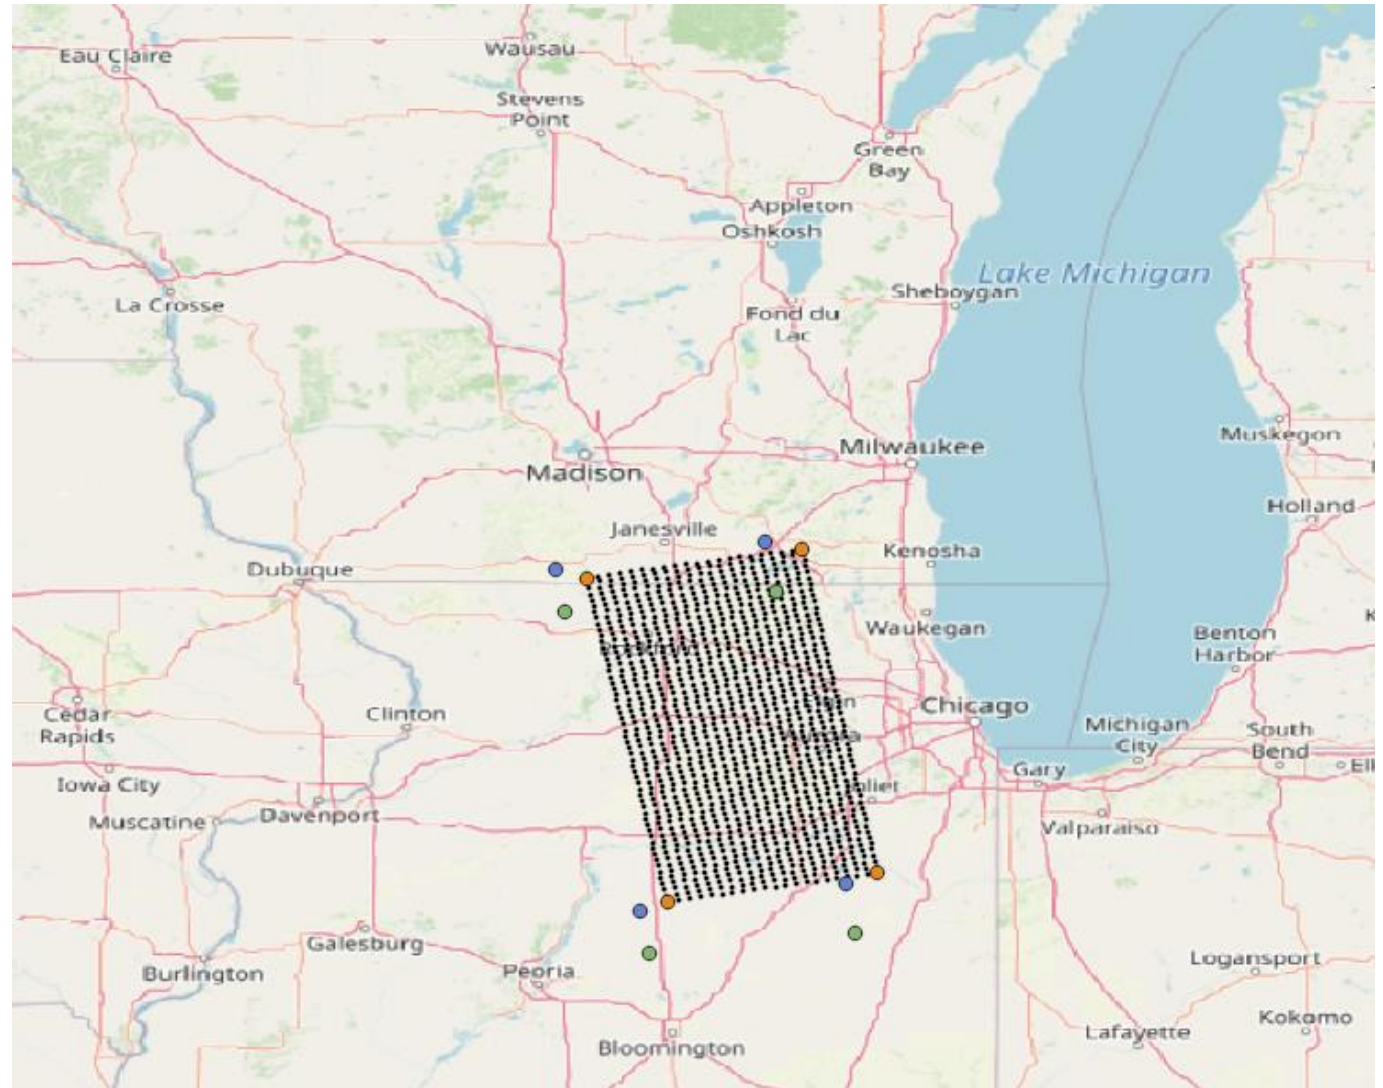 Eau Claire
Wausau
Stevens
Point
Green
Bay
Appleton
Oshkosh
Lake Michigan
La Crosse
Sheboygan
Fond du
Lac
Muskegon
Milwaukee
Madison
Holland
Janesville
Kenosha
Dubuque
Waukegan
Benton
Harbor
Cedar
Rapids
Clinton
Chicago
Michigan
City
South
Bend
Aurora
Gary
Elk
Iowa City
Joliet
Muscatine
Davenport
Valparaiso
Galesburg
Burlington
Peoria
Logansport
Kokomo
Lafayette
Bloomington